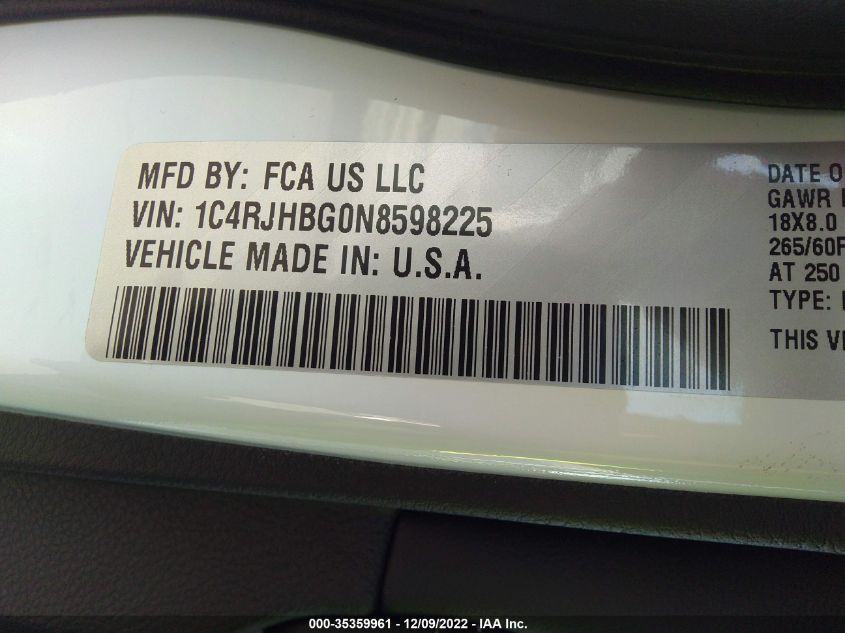 MFD BY: FCA US LLC
VIN: 1C4RJHBG0N8598225
VEHICLE MADE IN: U.S.A.
DATE O
GAWR
18X8.0
265/60
AT 250
TYPE:
THIS V
000-35359961 - 12/09/2022 - IAA Inc.